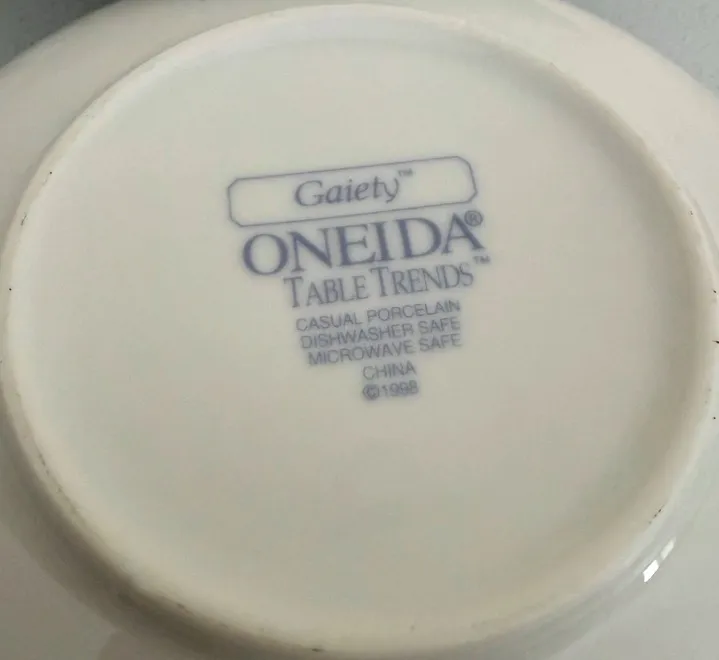 Gaiety™
ONEIDA®
TABLE TRENDS™
CASUAL PORCELAIN
DISHWASHER SAFE
MICROWAVE SAFE
CHINA
©1998